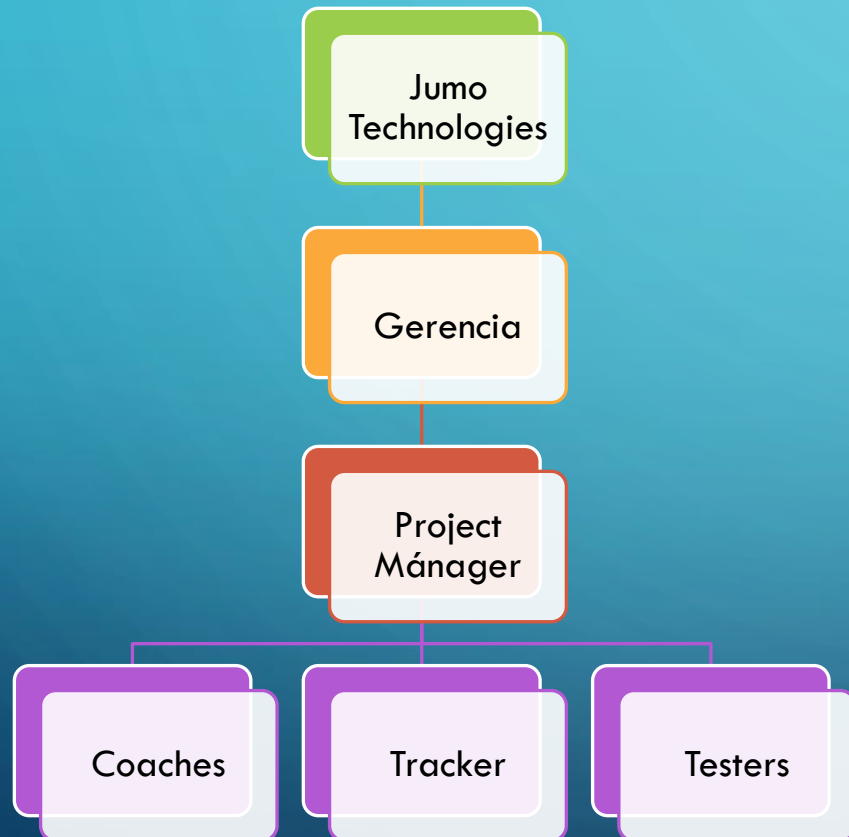 Jumo
Technologies
Gerencia
Project
Mánager
Coaches
Tracker
Testers